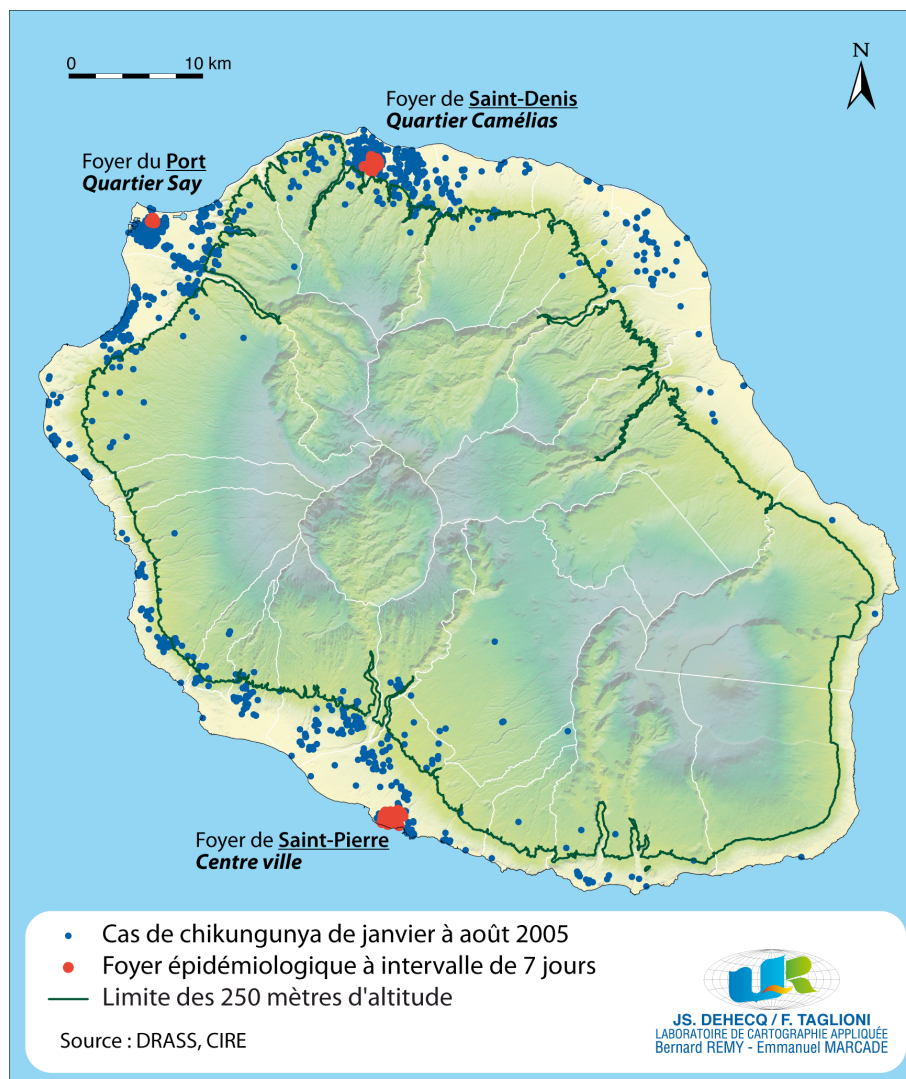 0 10 km
N
Foyer de Saint-Denis
Quartier Camélias
Foyer du Port
Quartier Say
Foyer de Saint-Pierre
Centre ville
Cas de chikungunya de janvier à août 2005
Foyer épidémiologique à intervalle de 7 jours
Limite des 250 mètres d'altitude
Source : DRASS, CIRE
UR
JS. DEHECQ / F. TAGLIONI
LABORATOIRE DE CARTOGRAPHIE APPLIQUÉE
Bernard REMY - Emmanuel MARCADE